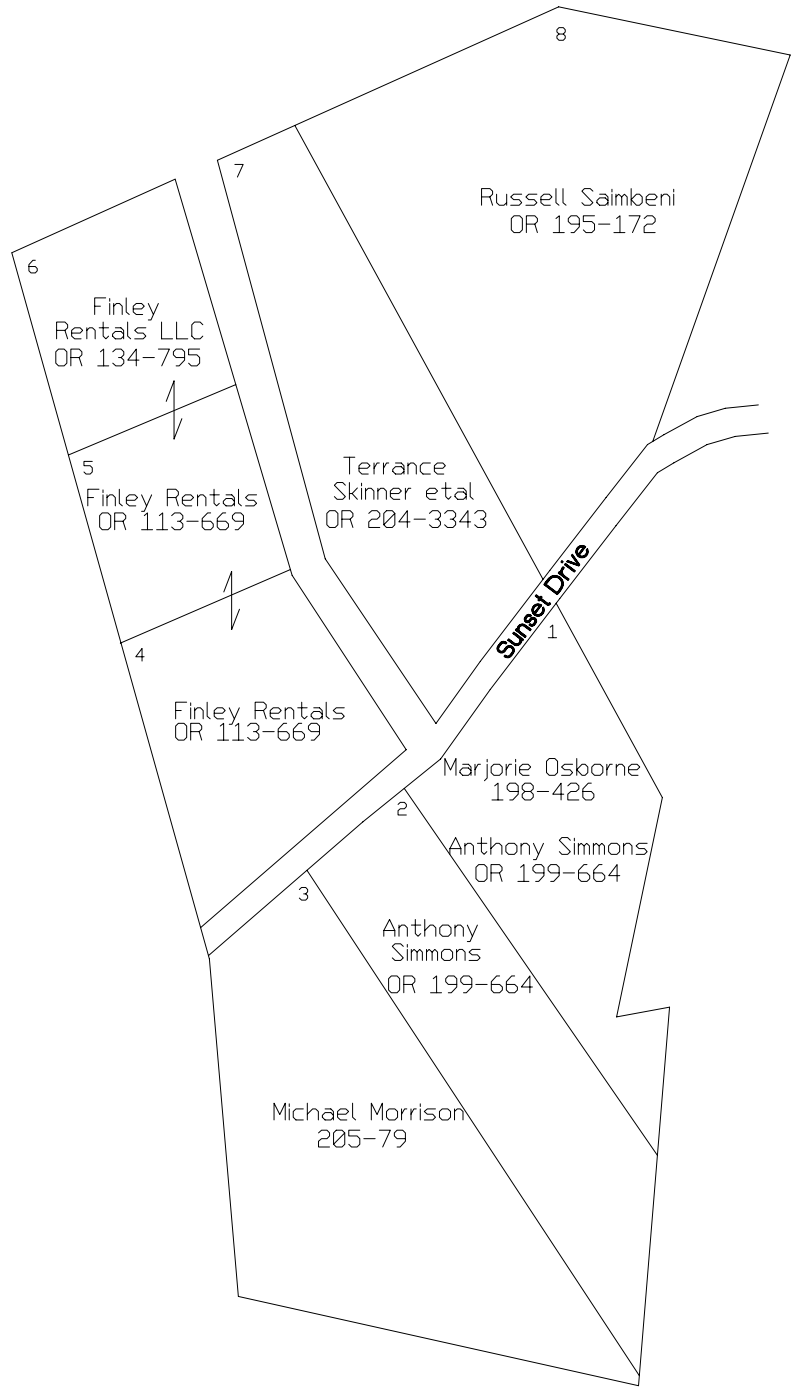 8
7
Russell Saimbeni
OR 195-172
6
Finley
Rentals LLC
OR 134-795
5
Finley Rentals
OR 113-669
Terrance
Skinner etal
OR 204-3343
Sunset Drive
1
4
Finley Rentals
OR 113-669
Marjorie Osborne
198-426
2
Anthony Simmons
OR 199-664
3
Anthony
Simmons
OR 199-664
Michael Morrison
205-79